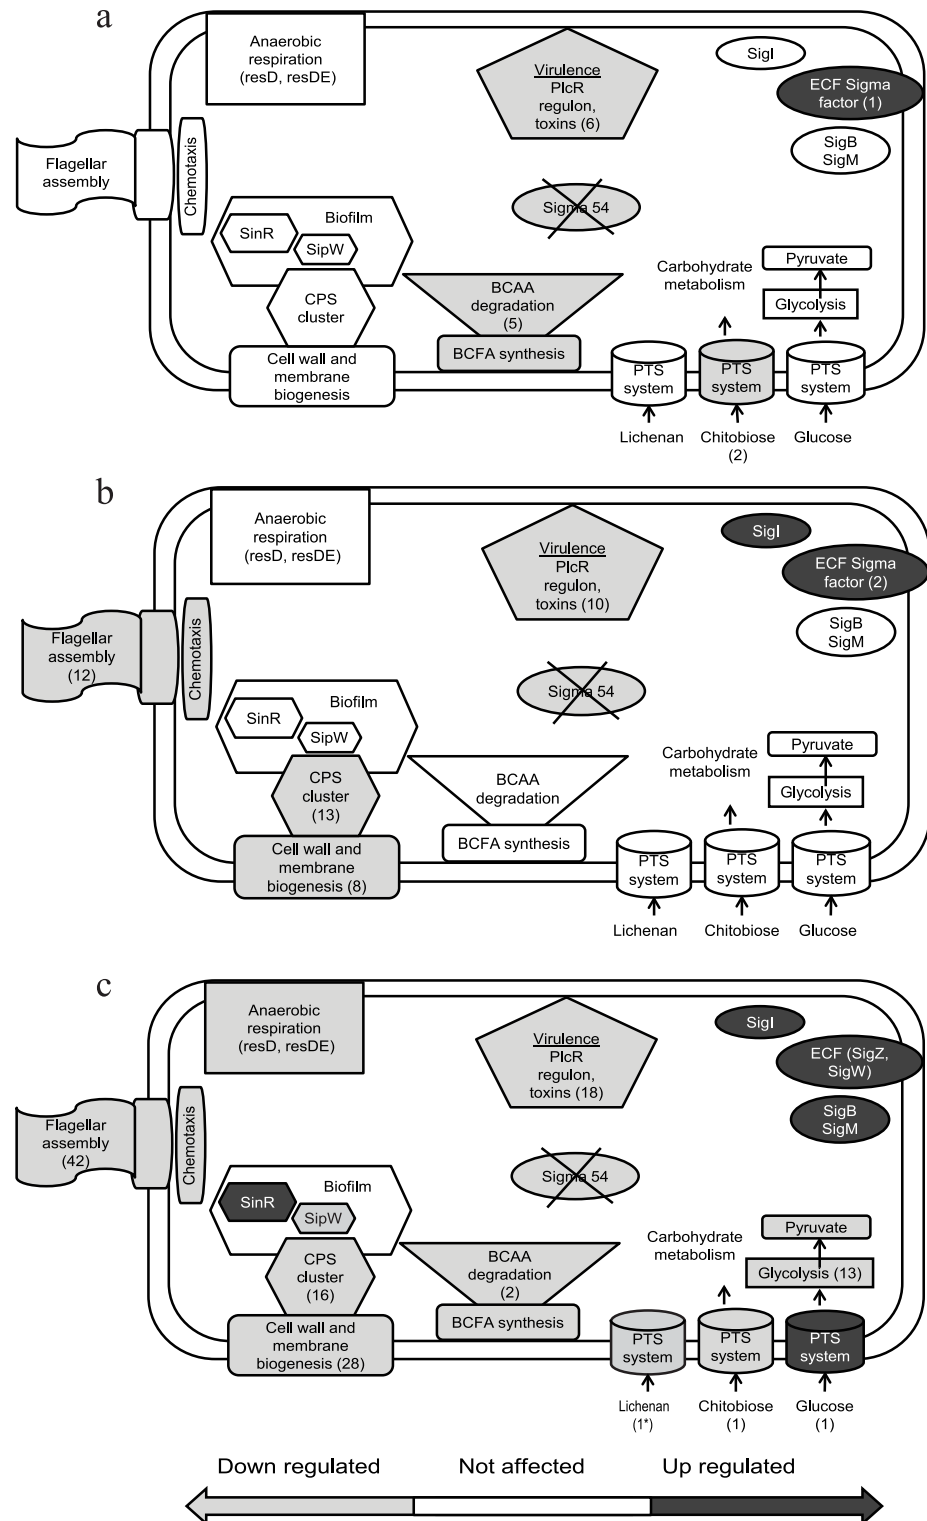 a
Anaerobic
respiration
(resD, resDE)
Virulence
PlcR
regulon,
toxins (6)
SigI
ECF Sigma
factor (1)
SigB
SigM
Flagellar
assembly
Chemotaxis
Biofilm
SinR
SipW
Sigma 54
CPS
cluster
BCAA
degradation
(5)
Carbohydrate
metabolism
Pyruvate
Glycolysis
Cell wall and
membrane
biogenesis
BCFA synthesis
PTS
system
PTS
system
PTS
system
Lichenan
Chitobiose
(2)
Glucose
b
Anaerobic
respiration
(resD, resDE)
Virulence
PlcR
regulon,
toxins (10)
SigI
ECF Sigma
factor (2)
SigB
SigM
Flagellar
assembly
(12)
Chemotaxis
Biofilm
SinR
SipW
Sigma 54
CPS
cluster
(13)
BCAA
degradation
Carbohydrate
metabolism
Pyruvate
Glycolysis
Cell wall and
membrane
biogenesis (8)
BCFA synthesis
PTS
system
PTS
system
PTS
system
Lichenan
Chitobiose
Glucose
c
Anaerobic
respiration
(resD, resDE)
Virulence
PlcR
regulon,
toxins (18)
SigI
ECF (SigZ,
SigW)
SigB
SigM
Flagellar
assembly
(42)
Chemotaxis
Biofilm
SinR
SipW
Sigma 54
CPS
cluster
(16)
BCAA
degradation
(2)
Carbohydrate
metabolism
Pyruvate
Glycolysis (13)
Cell wall and
membrane
biogenesis (28)
BCFA synthesis
PTS
system
PTS
system
PTS
system
Lichenan
(1*)
Chitobiose
(1)
Glucose
(1)
Down regulated
Not affected
Up regulated